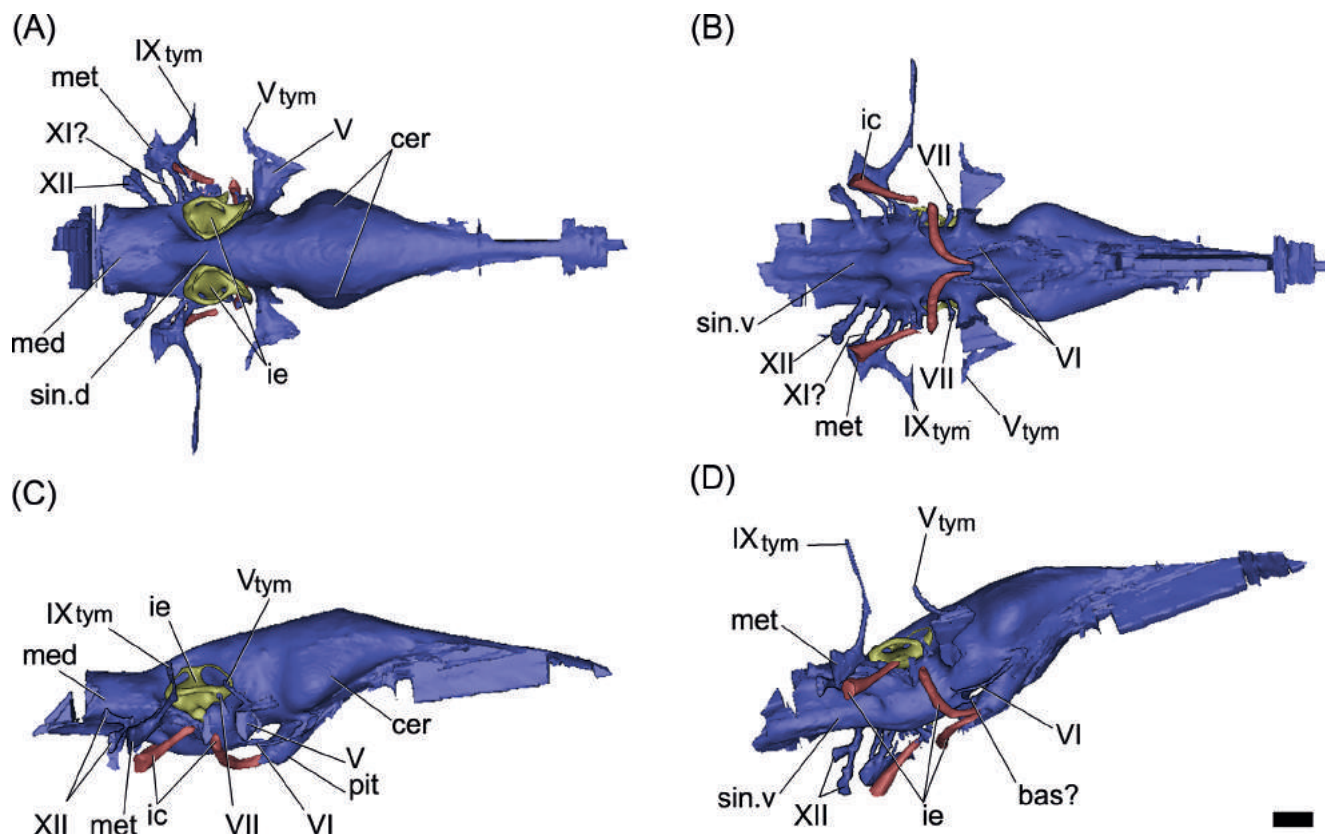 (A)
IXtym
met
Vtym
XI?
V
cer
XII
med
ie
sin.d
(B)
ic
VII
sin.v
XII
VI
XI?
VII
met
IXtym
Vtym
(C)
Vtym
IXtym
ie
med
cer
V
pit
XII
met
ic
VII
VI
(D)
Vtym
IXtym
met
VI
sin.v
XII
ie
bas?